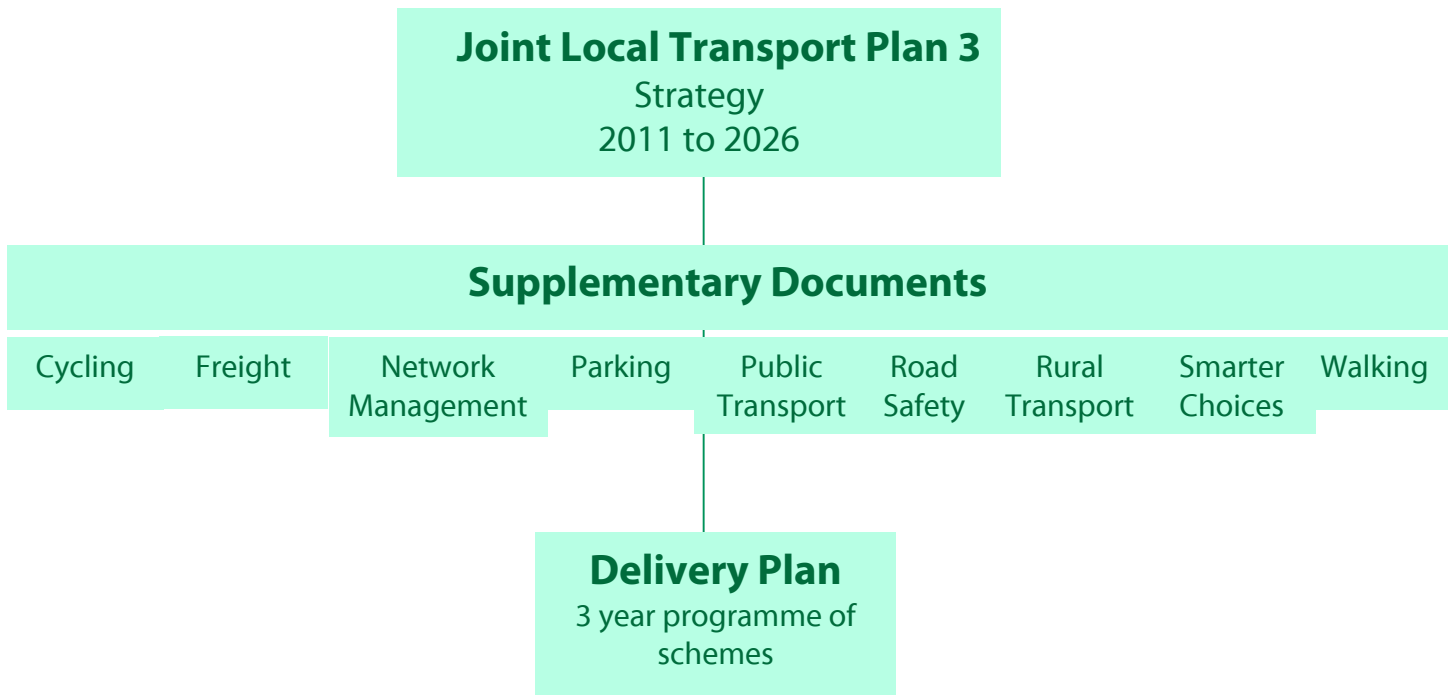 Joint Local Transport Plan 3
Strategy
2011 to 2026
Supplementary Documents
Cycling
Freight
Network
Management
Parking
Public
Transport
Road
Safety
Rural
Transport
Smarter
Choices
Walking
Delivery Plan
3 year programme of
schemes